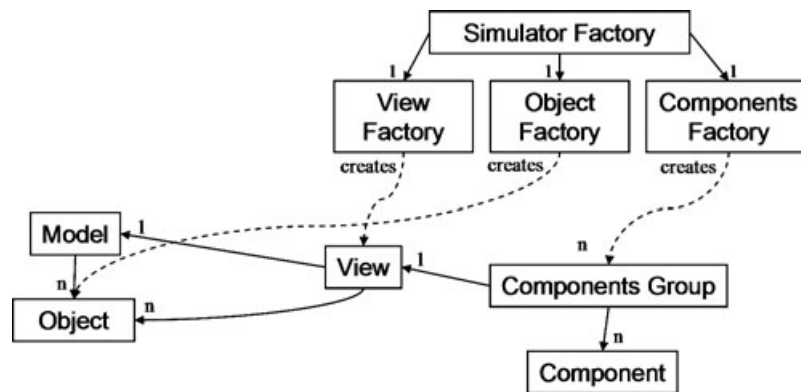 Simulator Factory
1 1 1
View
Factory
Object
Factory
Components
Factory
creates creates creates
Model
1
n
View
1
n
Components Group
n
Object
n
n
Component